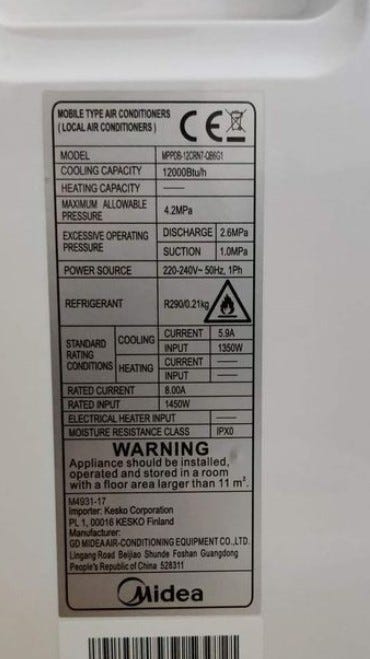 MOBILE TYPE AIR CONDITIONERS
( LOCAL AIR CONDITIONERS )
CE
MODEL MPPDB-12CRN7-QB6G1
COOLING CAPACITY 12000Btu/h
HEATING CAPACITY ——
MAXIMUM ALLOWABLE
PRESSURE 4.2MPa
EXCESSIVE OPERATING
PRESSURE
DISCHARGE 2.6MPa
SUCTION 1.0MPa
POWER SOURCE 220-240V~ 50Hz, 1Ph
REFRIGERANT R290/0.21kg
STANDARD
RATING
CONDITIONS
COOLING
CURRENT 5.9A
INPUT 1350W
HEATING
CURRENT ——
INPUT ——
RATED CURRENT 8.00A
RATED INPUT 1450W
ELECTRICAL HEATER INPUT ——
MOISTURE RESISTANCE CLASS IPX0
WARNING
Appliance should be installed,
operated and stored in a room
with a floor area larger than 11 m².
M4931-17
Importer: Kesko Corporation
PL 1, 00016 KESKO Finland
Manufacturer:
GD MIDEA AIR-CONDITIONING EQUIPMENT CO.,LTD.
Lingang Road Beijiao Shunde Foshan Guangdong
People's Republic of China 528311
Midea